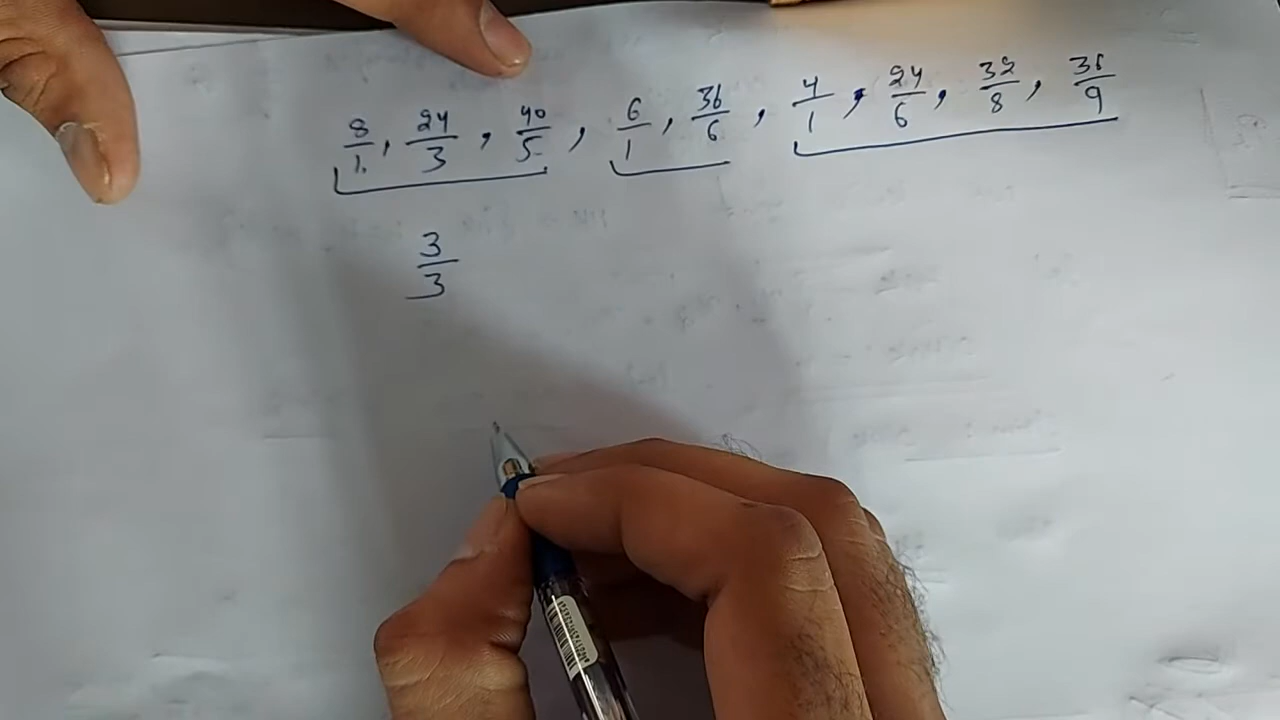 8/1, 24/3, 40/5, 6/1, 36/6, 4/1, 24/6, 32/8, 36/9
3/3